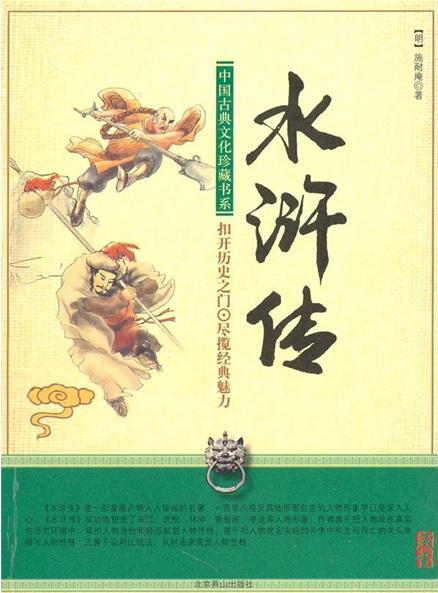 【明】施耐庵◎著
水浒传
中国古典文化珍藏书系
扣开历史之门⊙尽揽经典魅力
《水浒传》是一部家喻户晓人人皆知的名著，一百单八将及其他形形色色的人物形象早已是深入人
心。《水浒传》成功地塑造了宋江、武松、林冲、鲁智深、李逵等人物形象，作者善于把人物放在真实
的历史环境中，紧扣人物身份和经历刻划人物性格；善于把人物放在尖锐的斗争中和生死存亡的关头来
描写人物性格，还善于运用比较法，从对逵来突显人物性格。
北京燕山出版社